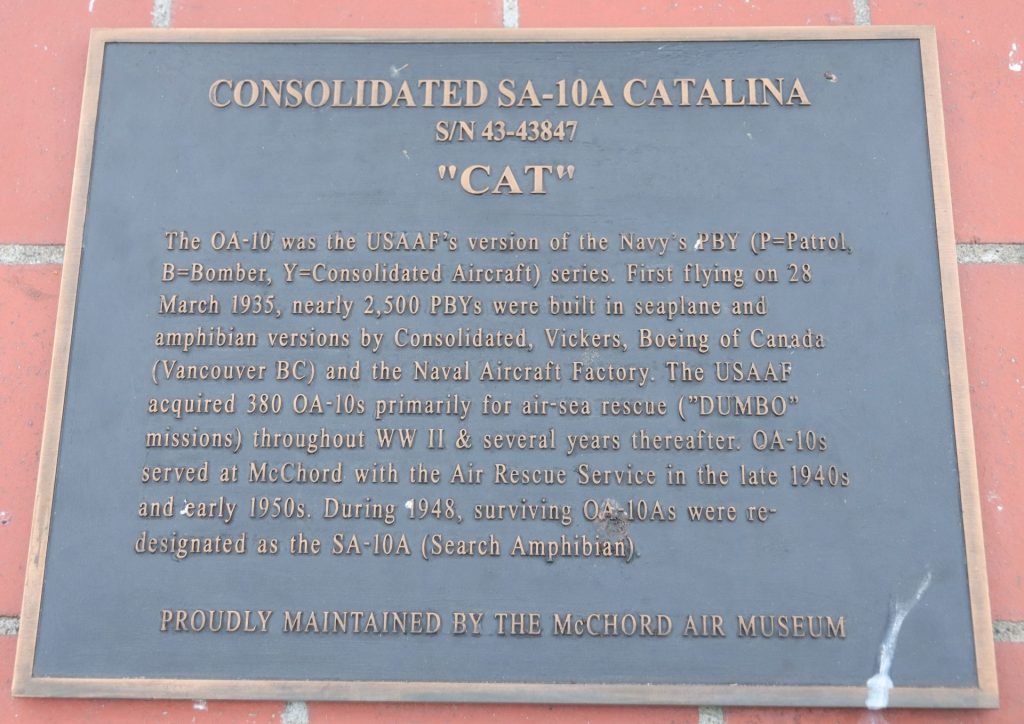 CONSOLIDATED SA-10A CATALINA
S/N 43-43847
"CAT"
The OA-10 was the USAAF's version of the Navy's PBY (P=Patrol,
B=Bomber, Y=Consolidated Aircraft) series. First flying on 28
March 1935, nearly 2,500 PBYs were built in seaplane and
amphibian versions by Consolidated, Vickers, Boeing of Canada
(Vancouver BC) and the Naval Aircraft Factory. The USAAF
acquired 380 OA-10s primarily for air-sea rescue ("DUMBO"
missions) throughout WW II & several years thereafter. OA-10s
served at McChord with the Air Rescue Service in the late 1940s
and early 1950s. During 1948, surviving OA-10As were re-
designated as the SA-10A (Search Amphibian).
PROUDLY MAINTAINED BY THE McCHORD AIR MUSEUM